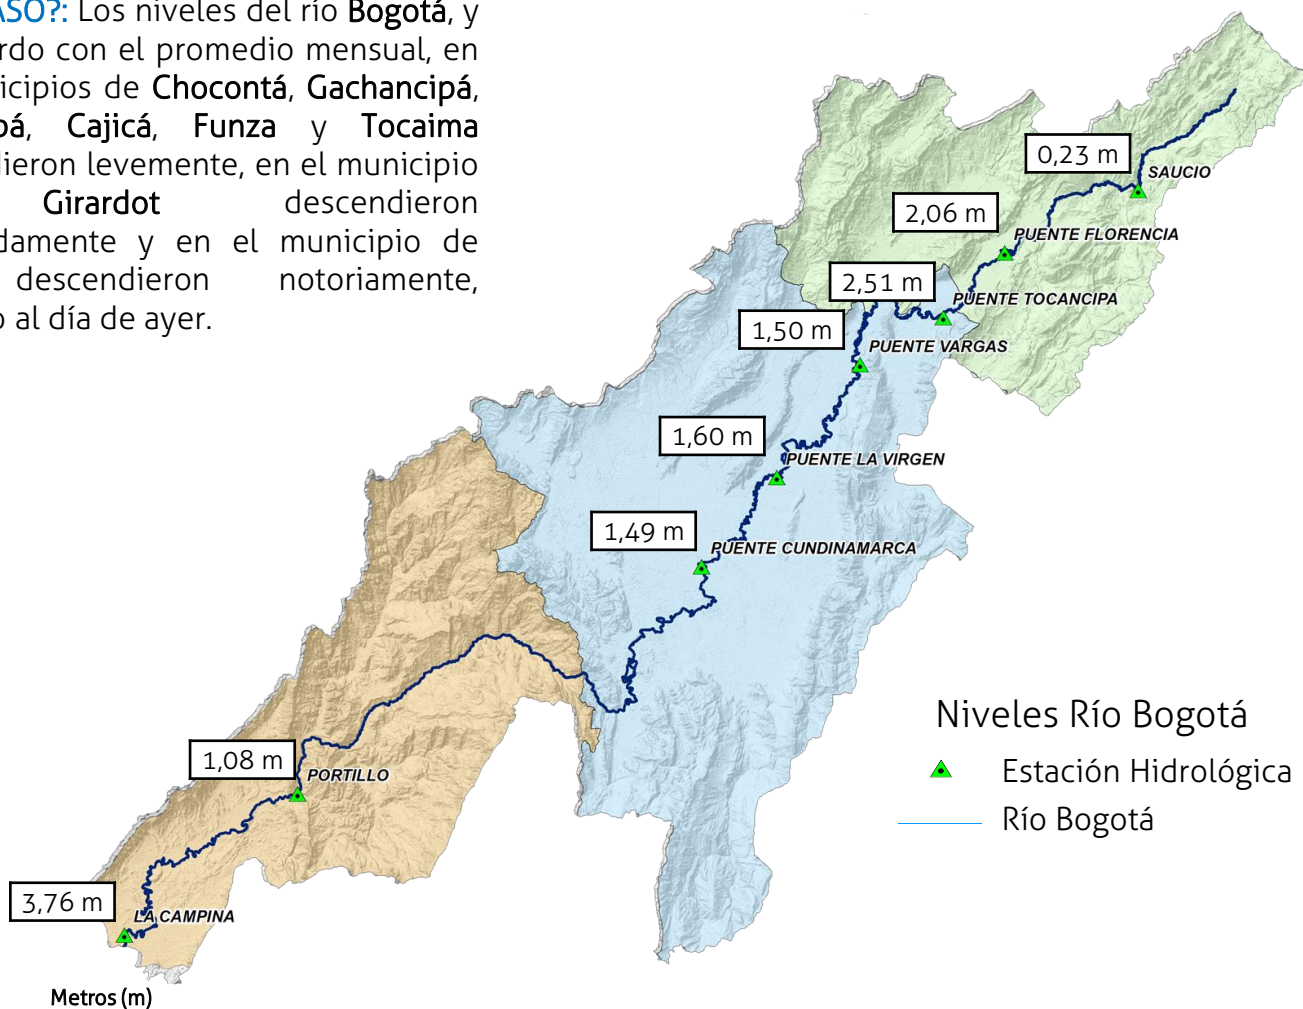 ASO?: Los niveles del río Bogotá, y
rdo con el promedio mensual, en
icipios de Chocontá, Gachancipá,
pá, Cajicá, Funza y Tocaima
dieron levemente, en el municipio
Girardot descendieron
damente y en el municipio de
descendieron notoriamente,
o al día de ayer.
0,23 m
SAUCIO
2,06 m
PUENTE FLORENCIA
2,51 m
PUENTE TOCANCIPA
1,50 m
PUENTE VARGAS
1,60 m
PUENTE LA VIRGEN
1,49 m
PUENTE CUNDINAMARCA
1,08 m
PORTILLO
3,76 m
LA CAMPINA
Metros (m)
Niveles Río Bogotá
Estación Hidrológica
Río Bogotá